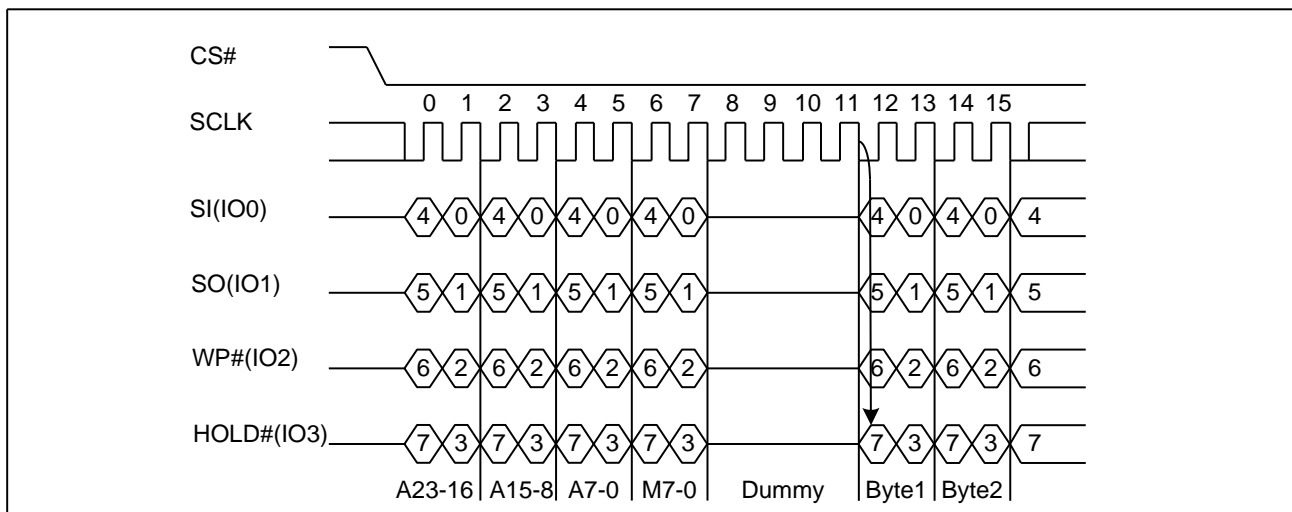 CS#
0 1 2 3 4 5 6 7 8 9 10 11 12 13 14 15
SCLK
SI(IO0) 4 0 4 0 4 0 4 0 4 0 4 0 4
SO(IO1) 5 1 5 1 5 1 5 1 5 1 5 1 5
WP#(IO2) 6 2 6 2 6 2 6 2 6 2 6 2 6
HOLD#(IO3) 7 3 7 3 7 3 7 3 7 3 7 3 7
A23-16 A15-8 A7-0 M7-0 Dummy Byte1 Byte2